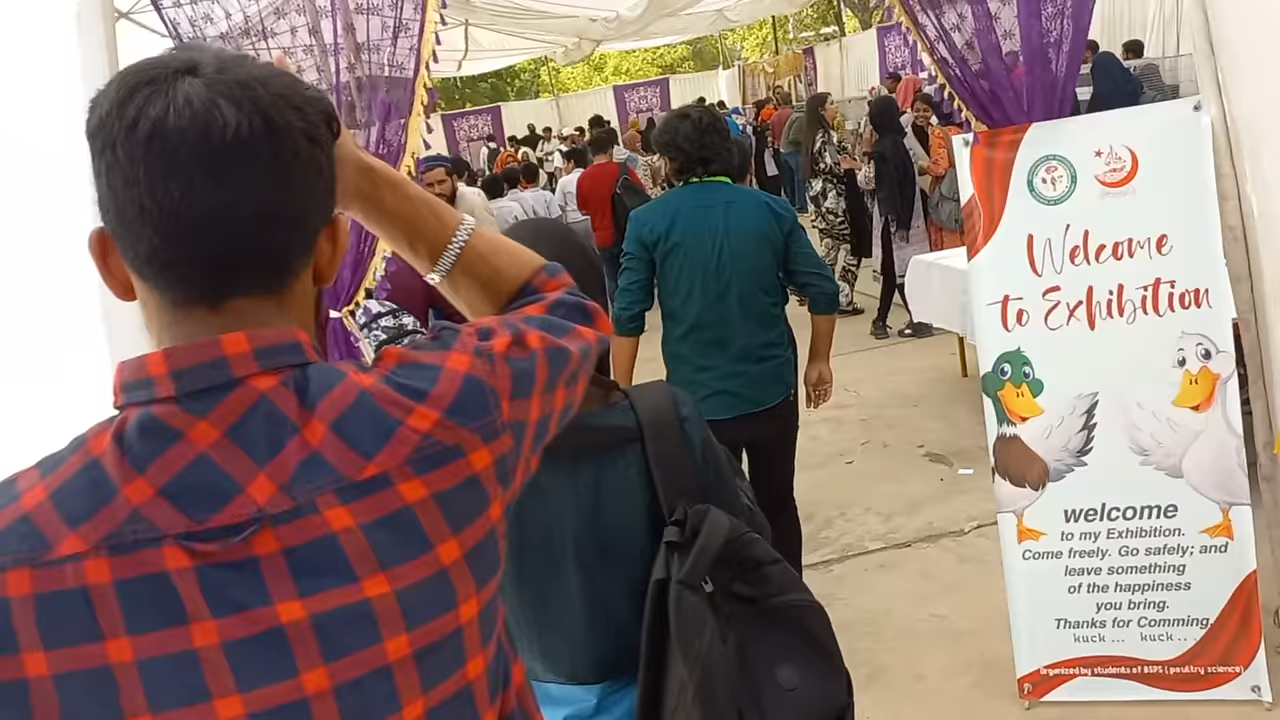 Welcome
to Exhibition
welcome
to my Exhibition.
Come freely. Go safely; and
leave something
of the happiness
you bring.
Thanks for Comming.
kuck ... kuck...
Organized by students of BSPS ( poultry science)